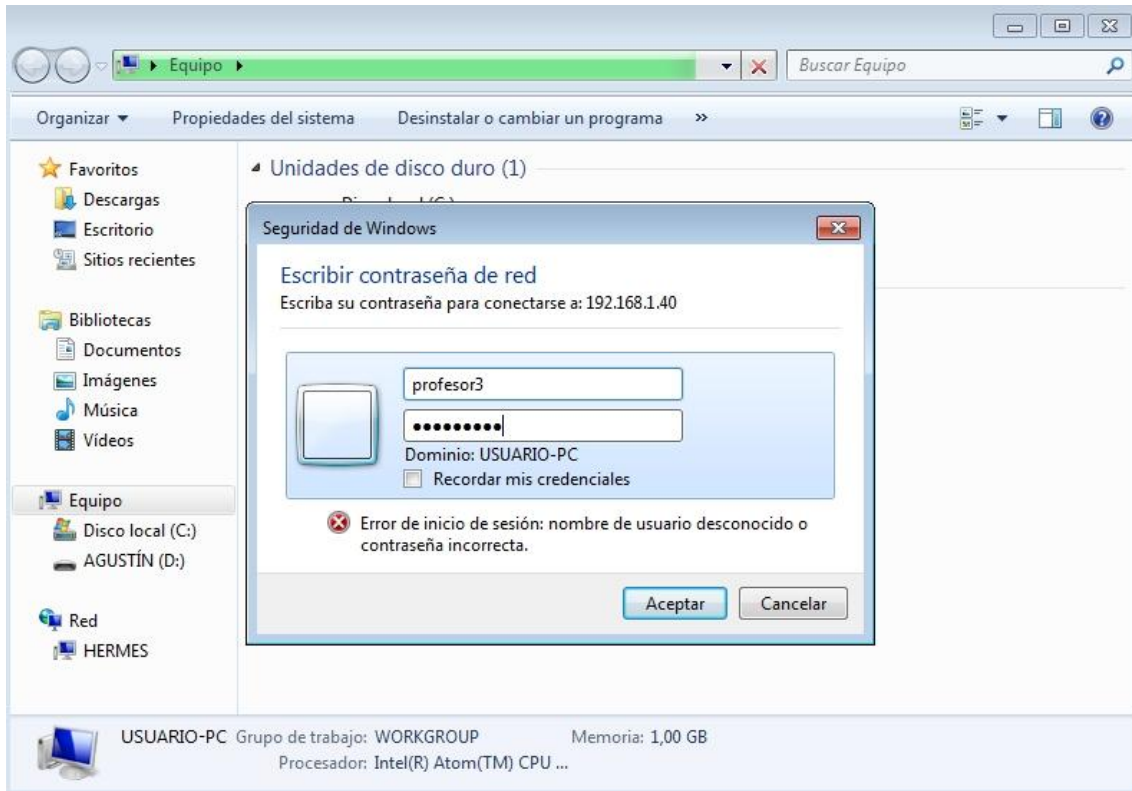 Equipo
Buscar Equipo
Organizar Propiedades del sistema Desinstalar o cambiar un programa »
Favoritos
Descargas
Escritorio
Sitios recientes
Bibliotecas
Documentos
Imágenes
Música
Vídeos
Equipo
Disco local (C:)
AGUSTÍN (D:)
Red
HERMES
Unidades de disco duro (1)
Seguridad de Windows
Escribir contraseña de red
Escriba su contraseña para conectarse a: 192.168.1.40
profesor3
•••••••••
Dominio: USUARIO-PC
Recordar mis credenciales
Error de inicio de sesión: nombre de usuario desconocido o
contraseña incorrecta.
Aceptar Cancelar
USUARIO-PC Grupo de trabajo: WORKGROUP Memoria: 1,00 GB
Procesador: Intel(R) Atom(TM) CPU ...